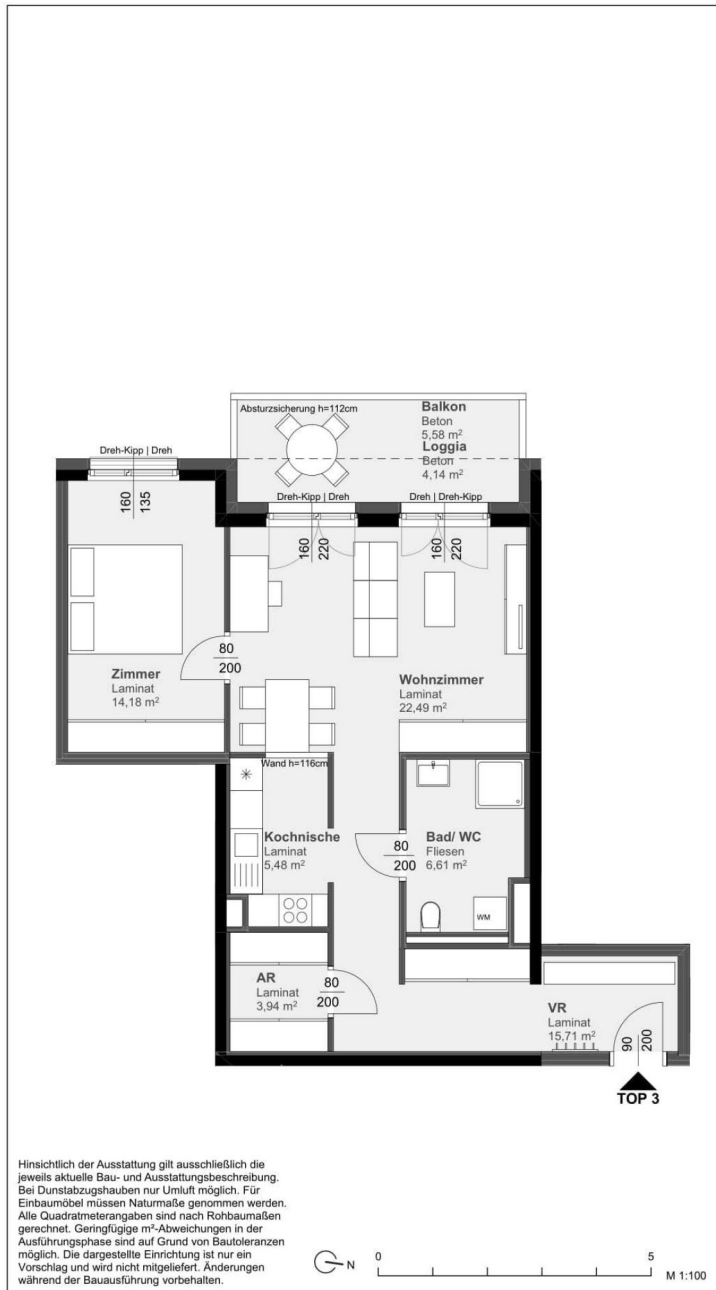 Absturzsicherung h=112cm
Balkon
Beton
5,58 m²
Loggia
Beton
4,14 m²
Dreh-Kipp | Dreh
Dreh-Kipp | Dreh
Dreh | Dreh-Kipp
160
135
160
220
160
220
80
200
Zimmer
Laminat
14,18 m²
Wohnzimmer
Laminat
22,49 m²
Wand h=116cm
Kochnische
Laminat
5,48 m²
80
200
Bad/ WC
Fliesen
6,61 m²
WM
AR
Laminat
3,94 m²
80
200
VR
Laminat
15,71 m²
90
200
TOP 3
Hinsichtlich der Ausstattung gilt ausschließlich die
jeweils aktuelle Bau- und Ausstattungsbeschreibung.
Bei Dunstabzugshauben nur Umluft möglich. Für
Einbaumöbel müssen Naturmaße genommen werden.
Alle Quadratmeterangaben sind nach Rohbaumaßen
gerechnet. Geringfügige m²-Abweichungen in der
Ausführungsphase sind auf Grund von Bautoleranzen
möglich. Die dargestellte Einrichtung ist nur ein
Vorschlag und wird nicht mitgeliefert. Änderungen
während der Bauausführung vorbehalten.
N
0
5
M 1:100